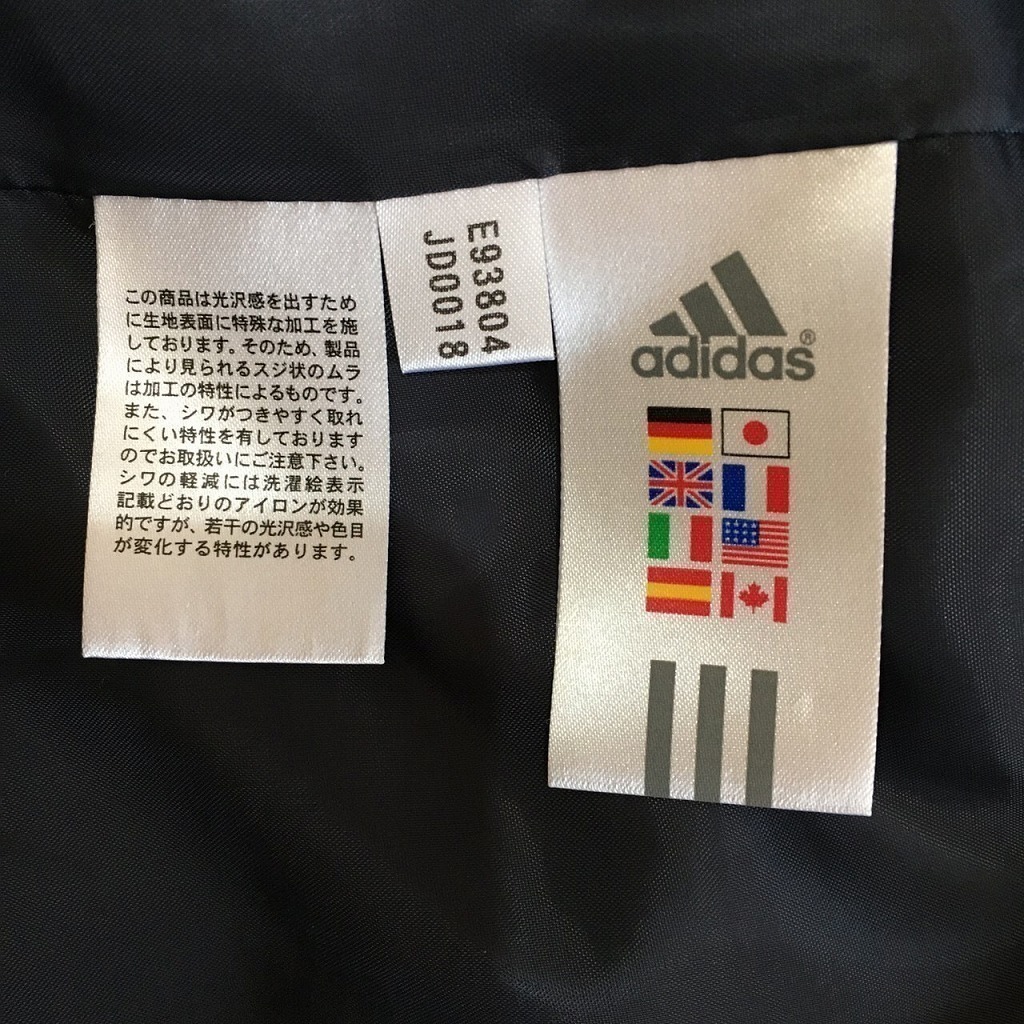 この商品は光沢感を出すため
に生地表面に特殊な加工を施
しております。そのため、製品
により見られるスジ状のムラ
は加工の特性によるものです。
また、シワがつきやすく取れ
にくい特性を有しております
のでお取扱いにご注意下さい。
シワの軽減には洗濯絵表示
記載どおりのアイロンが効果
的ですが、若干の光沢感や色目
が変化する特性があります。
E93804
JD0018
adidas®